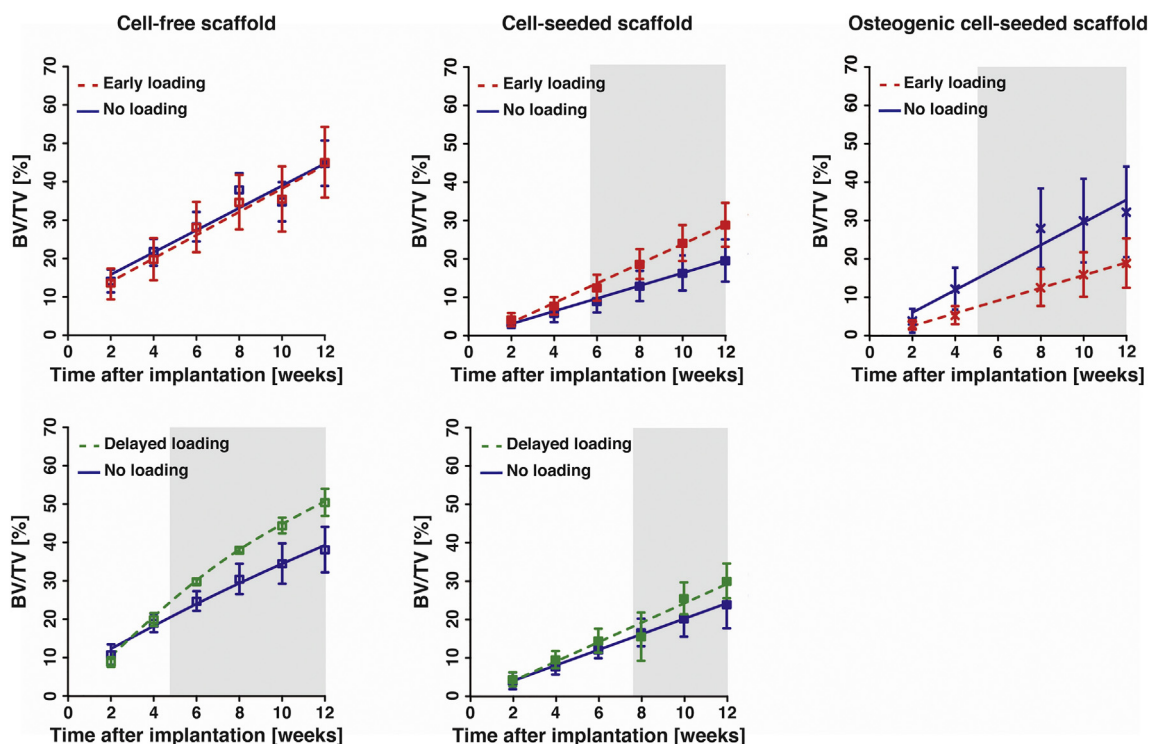 Cell-free scaffold
Cell-seeded scaffold
Osteogenic cell-seeded scaffold
BV/TV [%]
70
60
50
40
30
20
10
0
Early loading
No loading
0 2 4 6 8 10 12
Time after implantation [weeks]
BV/TV [%]
70
60
50
40
30
20
10
0
Early loading
No loading
0 2 4 6 8 10 12
Time after implantation [weeks]
BV/TV [%]
70
60
50
40
30
20
10
0
Early loading
No loading
0 2 4 6 8 10 12
Time after implantation [weeks]
BV/TV [%]
70
60
50
40
30
20
10
0
Delayed loading
No loading
0 2 4 6 8 10 12
Time after implantation [weeks]
BV/TV [%]
70
60
50
40
30
20
10
0
Delayed loading
No loading
0 2 4 6 8 10 12
Time after implantation [weeks]